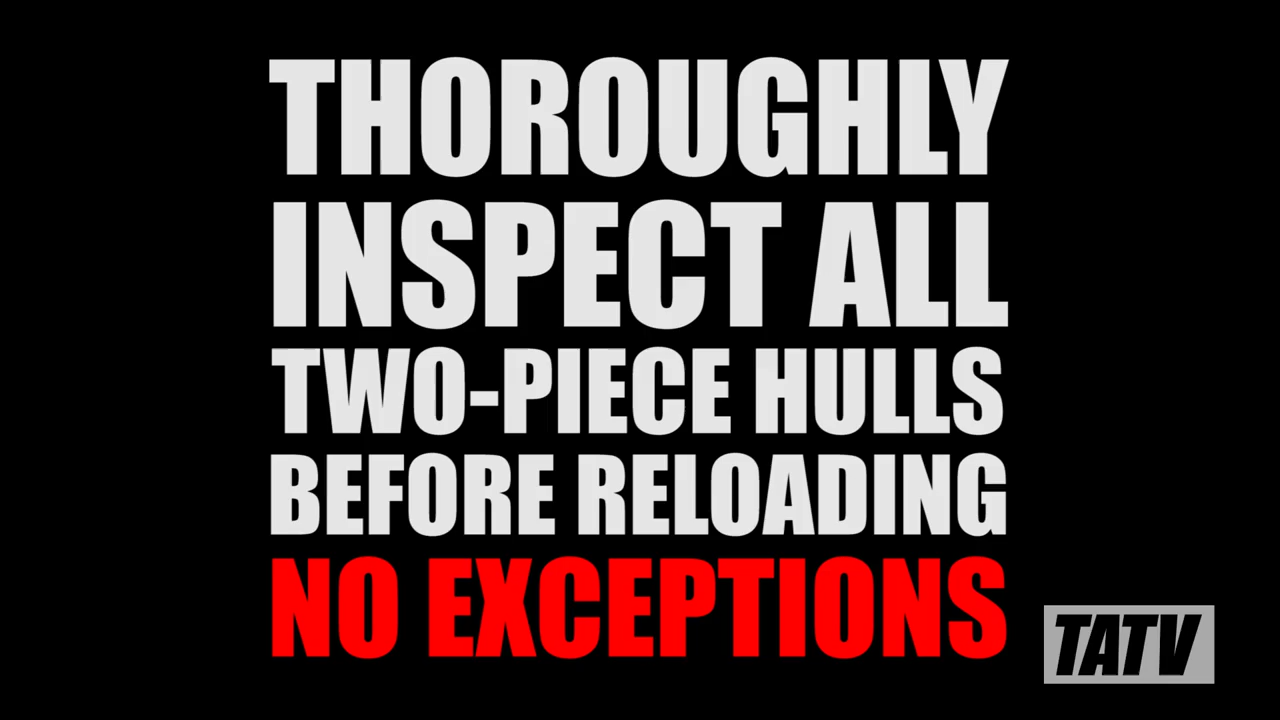 THOROUGHLY
INSPECT ALL
TWO-PIECE HULLS
BEFORE RELOADING
NO EXCEPTIONS
TATV